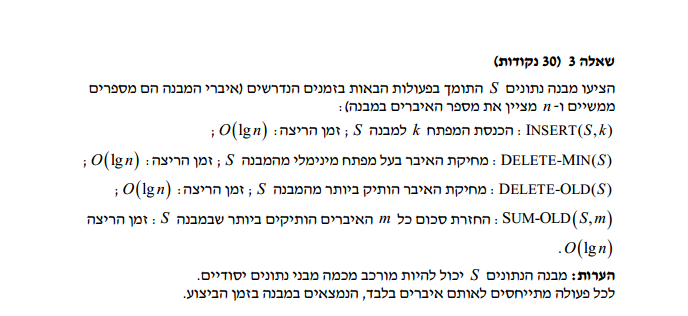 שאלה 3 (30 נקודות)
הציעו מבנה נתונים S התומך בפעולות הבאות בזמנים הנדרשים (איברי המבנה הם מספרים
ממשיים ו- n מציין את מספר האיברים במבנה):
INSERT(S,k) : הכנסת המפתח k למבנה S ; זמן הריצה: O(lg n) ;
DELETE-MIN(S) : מחיקת האיבר בעל מפתח מינימלי מהמבנה S ; זמן הריצה: O(lg n) ;
DELETE-OLD(S) : מחיקת האיבר הותיק ביותר מהמבנה S ; זמן הריצה: O(lg n) ;
SUM-OLD(S,m) : החזרת סכום כל m האיברים הותיקים ביותר שבמבנה S : זמן הריצה
O(lg n) .
הערות: מבנה הנתונים S יכול להיות מורכב מכמה מבני נתונים יסודיים.
לכל פעולה מתייחסים לאותם איברים בלבד, הנמצאים במבנה בזמן הביצוע.